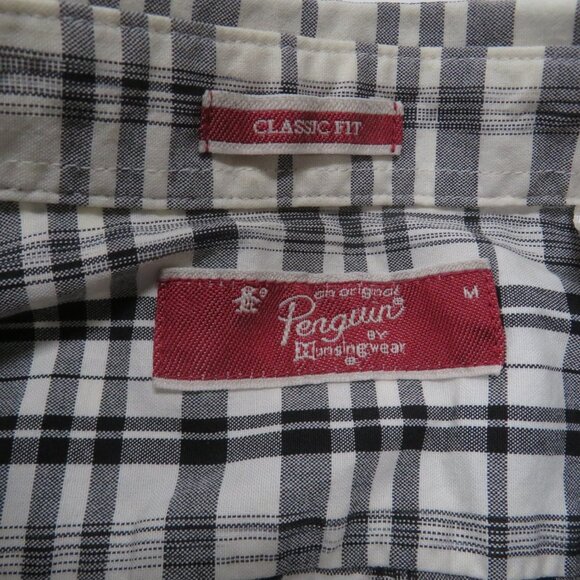 CLASSIC FIT
an original
Penguin®
BY
Munsingwear
®
M